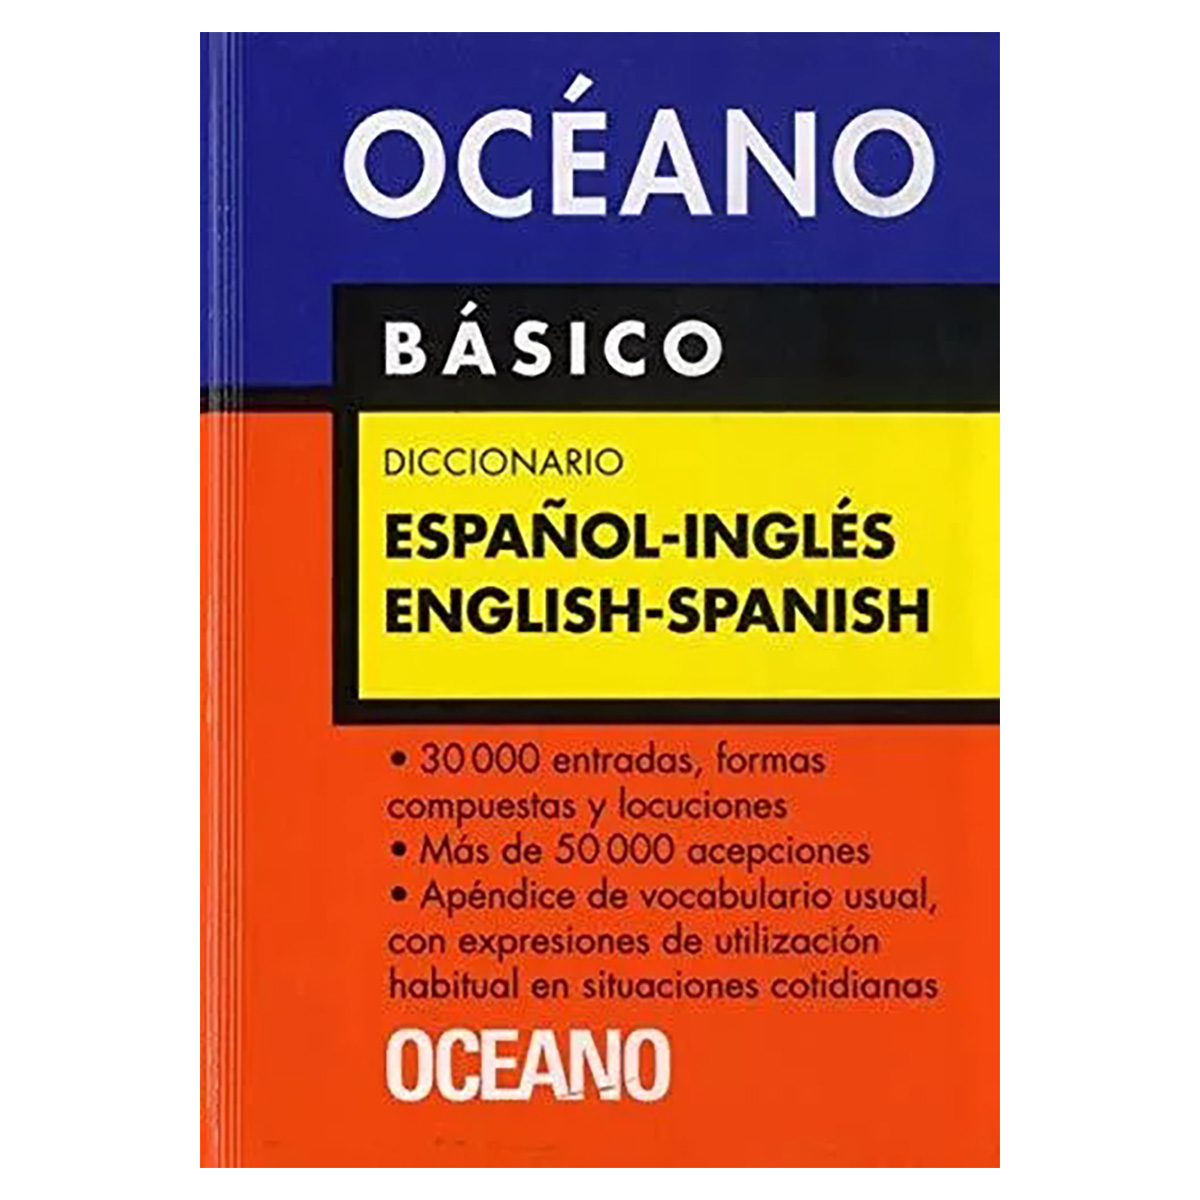 OCÉANO
BÁSICO
DICCIONARIO
ESPAÑOL-INGLÉS
ENGLISH-SPANISH
• 30 000 entradas, formas
compuestas y locuciones
• Más de 50 000 acepciones
• Apéndice de vocabulario usual,
con expresiones de utilización
habitual en situaciones cotidianas
OCEANO